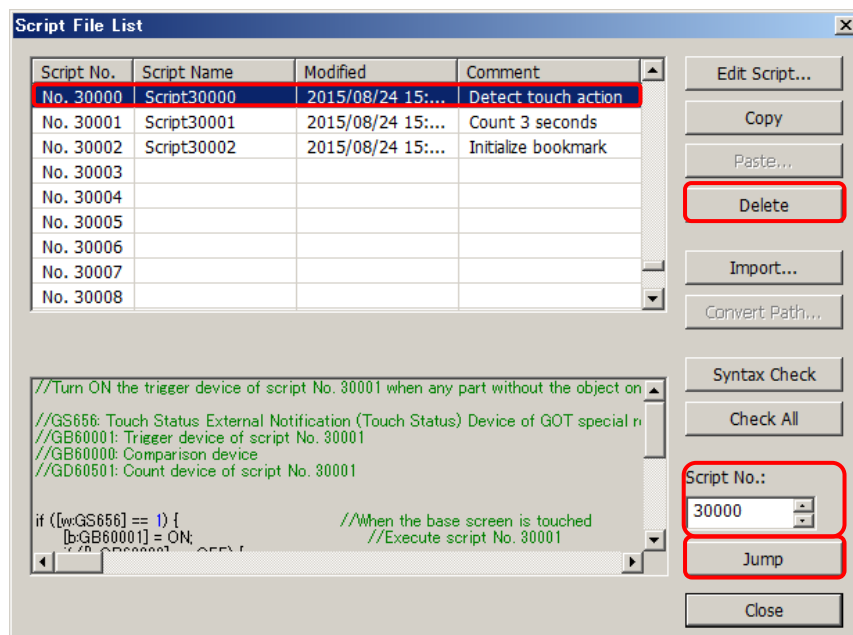 Script File List
Script No. Script Name Modified Comment
No. 30000 Script30000 2015/08/24 15:... Detect touch action
No. 30001 Script30001 2015/08/24 15:... Count 3 seconds
No. 30002 Script30002 2015/08/24 15:... Initialize bookmark
No. 30003
No. 30004
No. 30005
No. 30006
No. 30007
No. 30008
Edit Script...
Copy
Paste...
Delete
Import...
Convert Path...
Syntax Check
Check All
Script No.:
30000
Jump
Close
//Turn ON the trigger device of script No. 30001 when any part without the object on
//GS656: Touch Status External Notification (Touch Status) Device of GOT special
//GB60001: Trigger device of script No. 30001
//GB60000: Comparison device
//GD60501: Count device of script No. 30001
if ([w:GS656] == 1) { //When the base screen is touched
[b:GB60001] = ON; //Execute script No. 30001